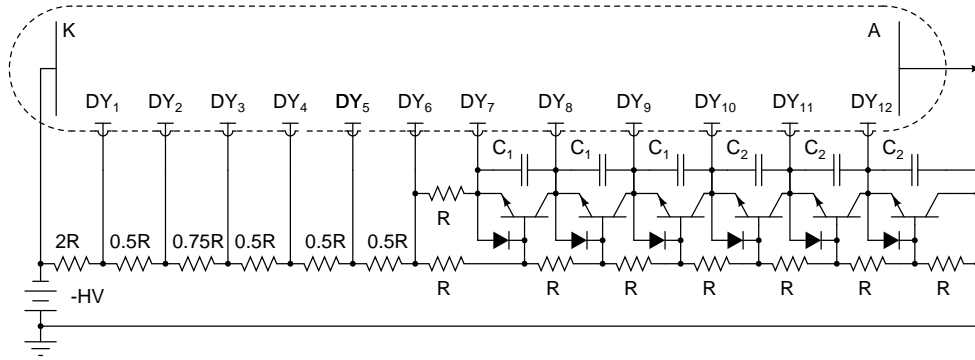 K A
DY₁ DY₂ DY₃ DY₄ DY₅ DY₆ DY₇ DY₈ DY₉ DY₁₀ DY₁₁ DY₁₂
C₁ C₁ C₁ C₂ C₂ C₂
R
2R 0.5R 0.75R 0.5R 0.5R 0.5R
R R R R R R R
-HV